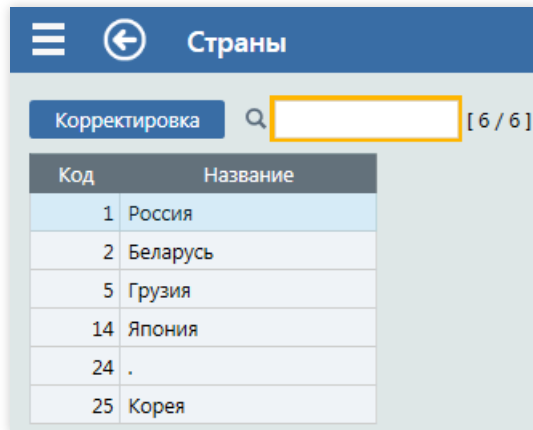 Страны
Корректировка [6/6]
Код Название
1 Россия
2 Беларусь
5 Грузия
14 Япония
24 .
25 Корея